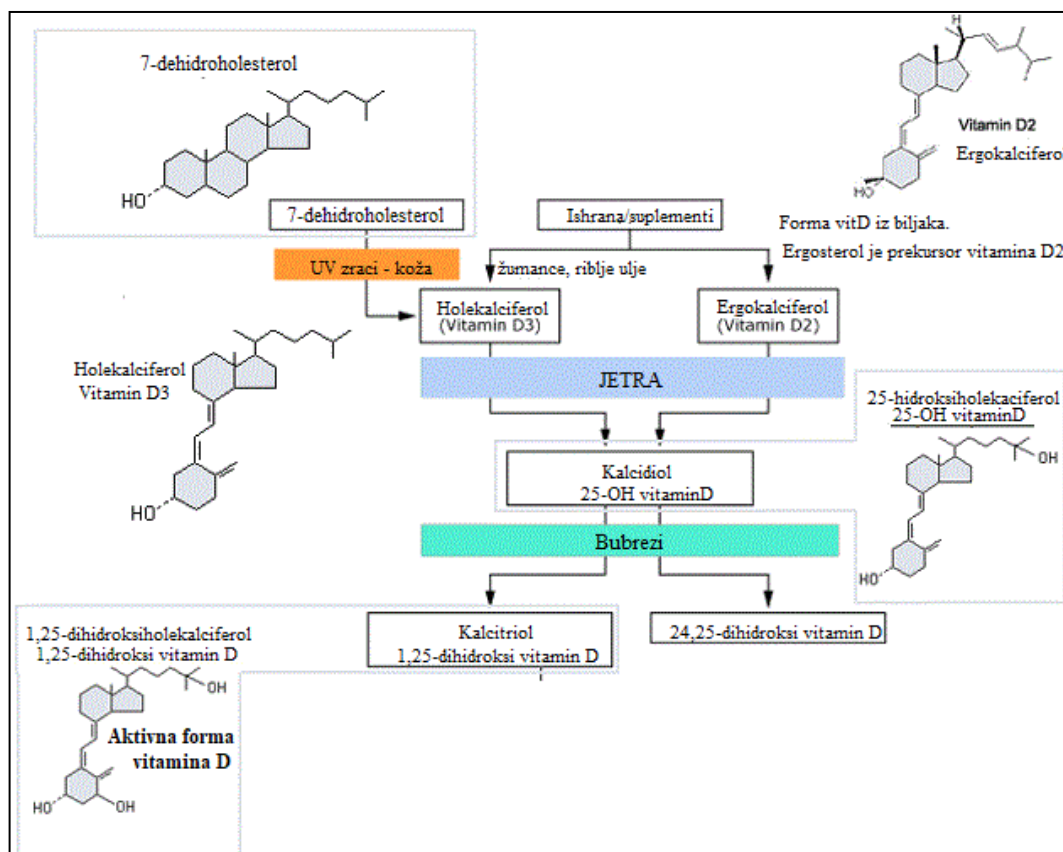 7-dehidroholesterol
HO
7-dehidroholesterol
UV zraci - koža
Ishrana/suplementi
žumance, riblje ulje
H
HO
Vitamin D2
Ergokalciferol
Forma vitD iz biljaka.
Ergosterol je prekursor vitamina D2
Holekalciferol
(Vitamin D3)
Ergokalciferol
(Vitamin D2)
Holekalciferol
Vitamin D3
HO
JETRA
25-hidroksiholekaciferol
25-OH vitaminD
OH
HO
Kalcidiol
25-OH vitaminD
Bubrezi
Kalcitriol
1,25-dihidroksi vitamin D
24,25-dihidroksi vitamin D
1,25-dihidroksiholekalciferol
1,25-dihidroksi vitamin D
OH
Aktivna forma
vitamina D
HO
OH